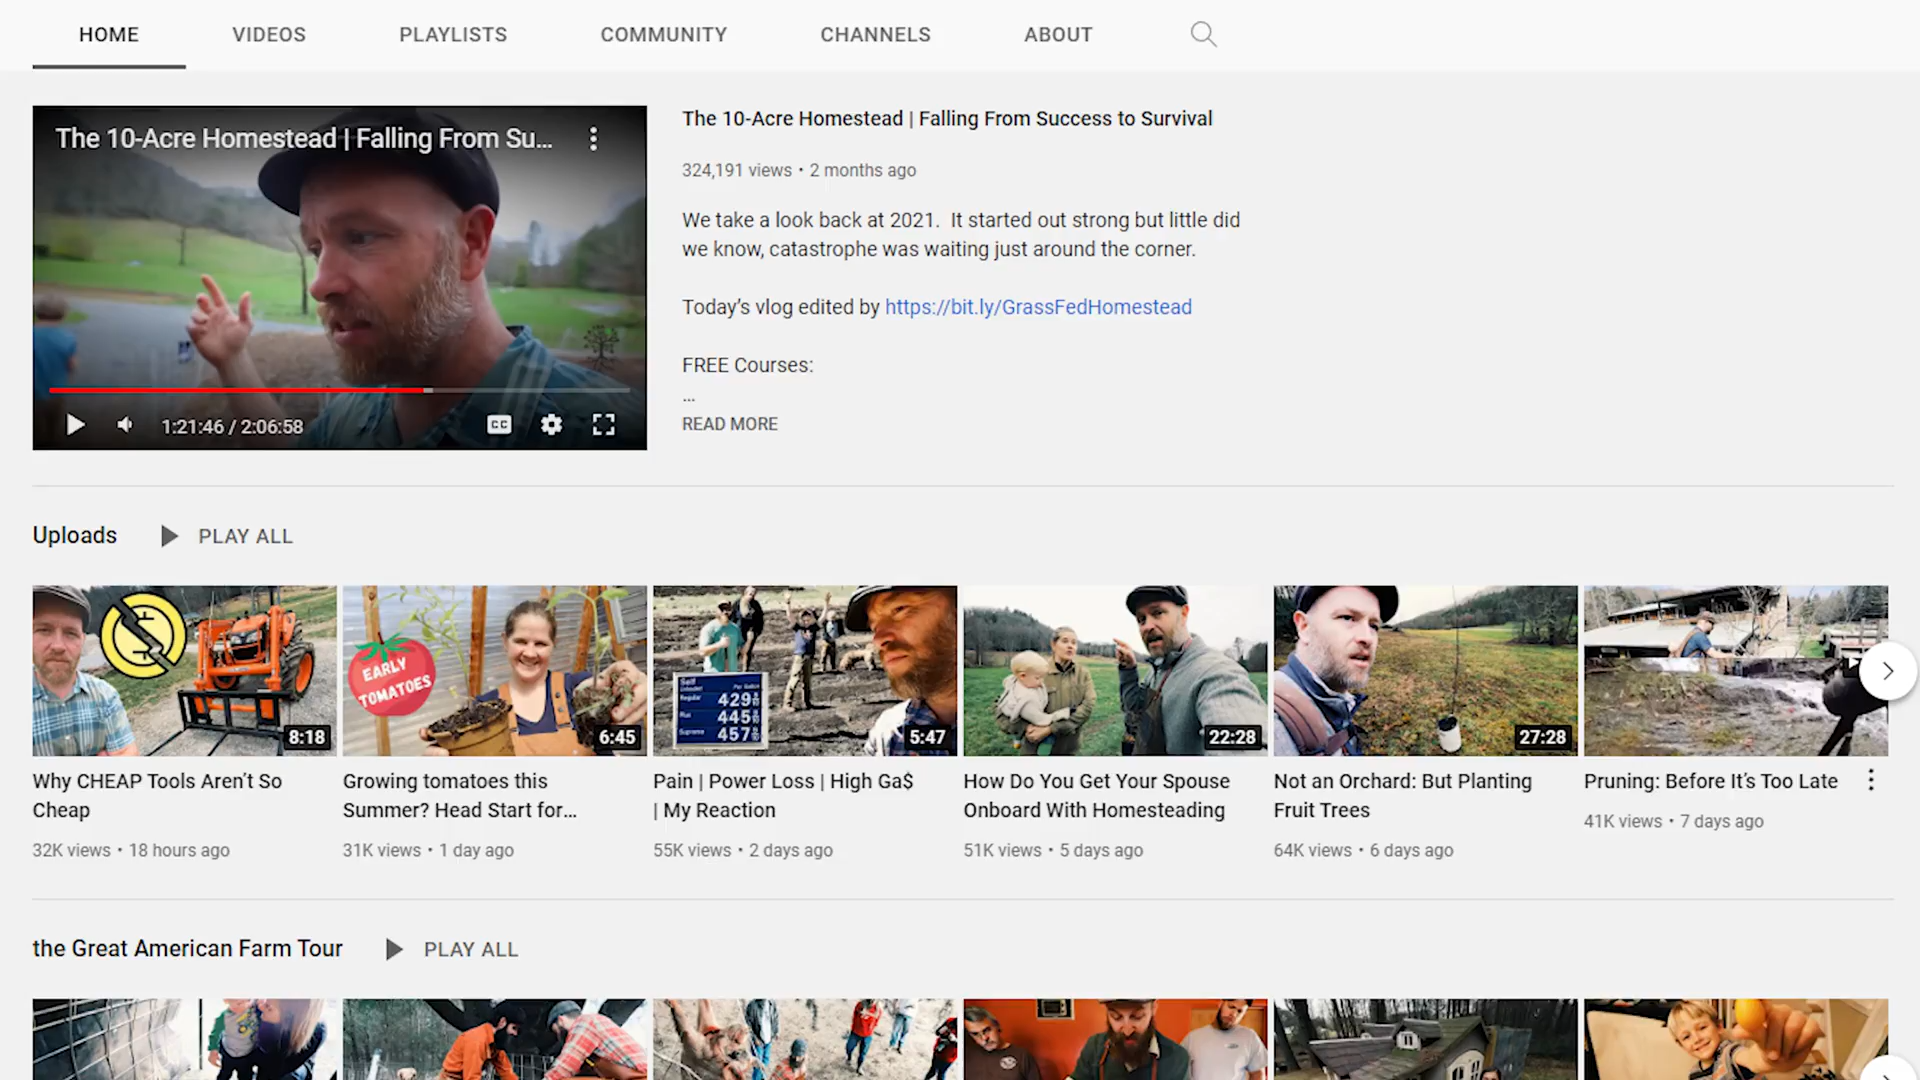 HOME VIDEOS PLAYLISTS COMMUNITY CHANNELS ABOUT
The 10-Acre Homestead | Falling From Su...
1:21:46 / 2:06:58
CC
The 10-Acre Homestead | Falling From Success to Survival
324,191 views • 2 months ago
We take a look back at 2021. It started out strong but little did
we know, catastrophe was waiting just around the corner.
Today's vlog edited by https://bit.ly/GrassFedHomestead
FREE Courses:
...
READ MORE
Uploads PLAY ALL
8:18
Why CHEAP Tools Aren't So
Cheap
32K views • 18 hours ago
EARLY
TOMATOES
6:45
Growing tomatoes this
Summer? Head Start for...
31K views • 1 day ago
Self
Regular 429
445
Supreme 457
5:47
Pain | Power Loss | High Ga$
| My Reaction
55K views • 2 days ago
22:28
How Do You Get Your Spouse
Onboard With Homesteading
51K views • 5 days ago
27:28
Not an Orchard: But Planting
Fruit Trees
64K views • 6 days ago
Pruning: Before It's Too Late
41K views • 7 days ago
the Great American Farm Tour PLAY ALL